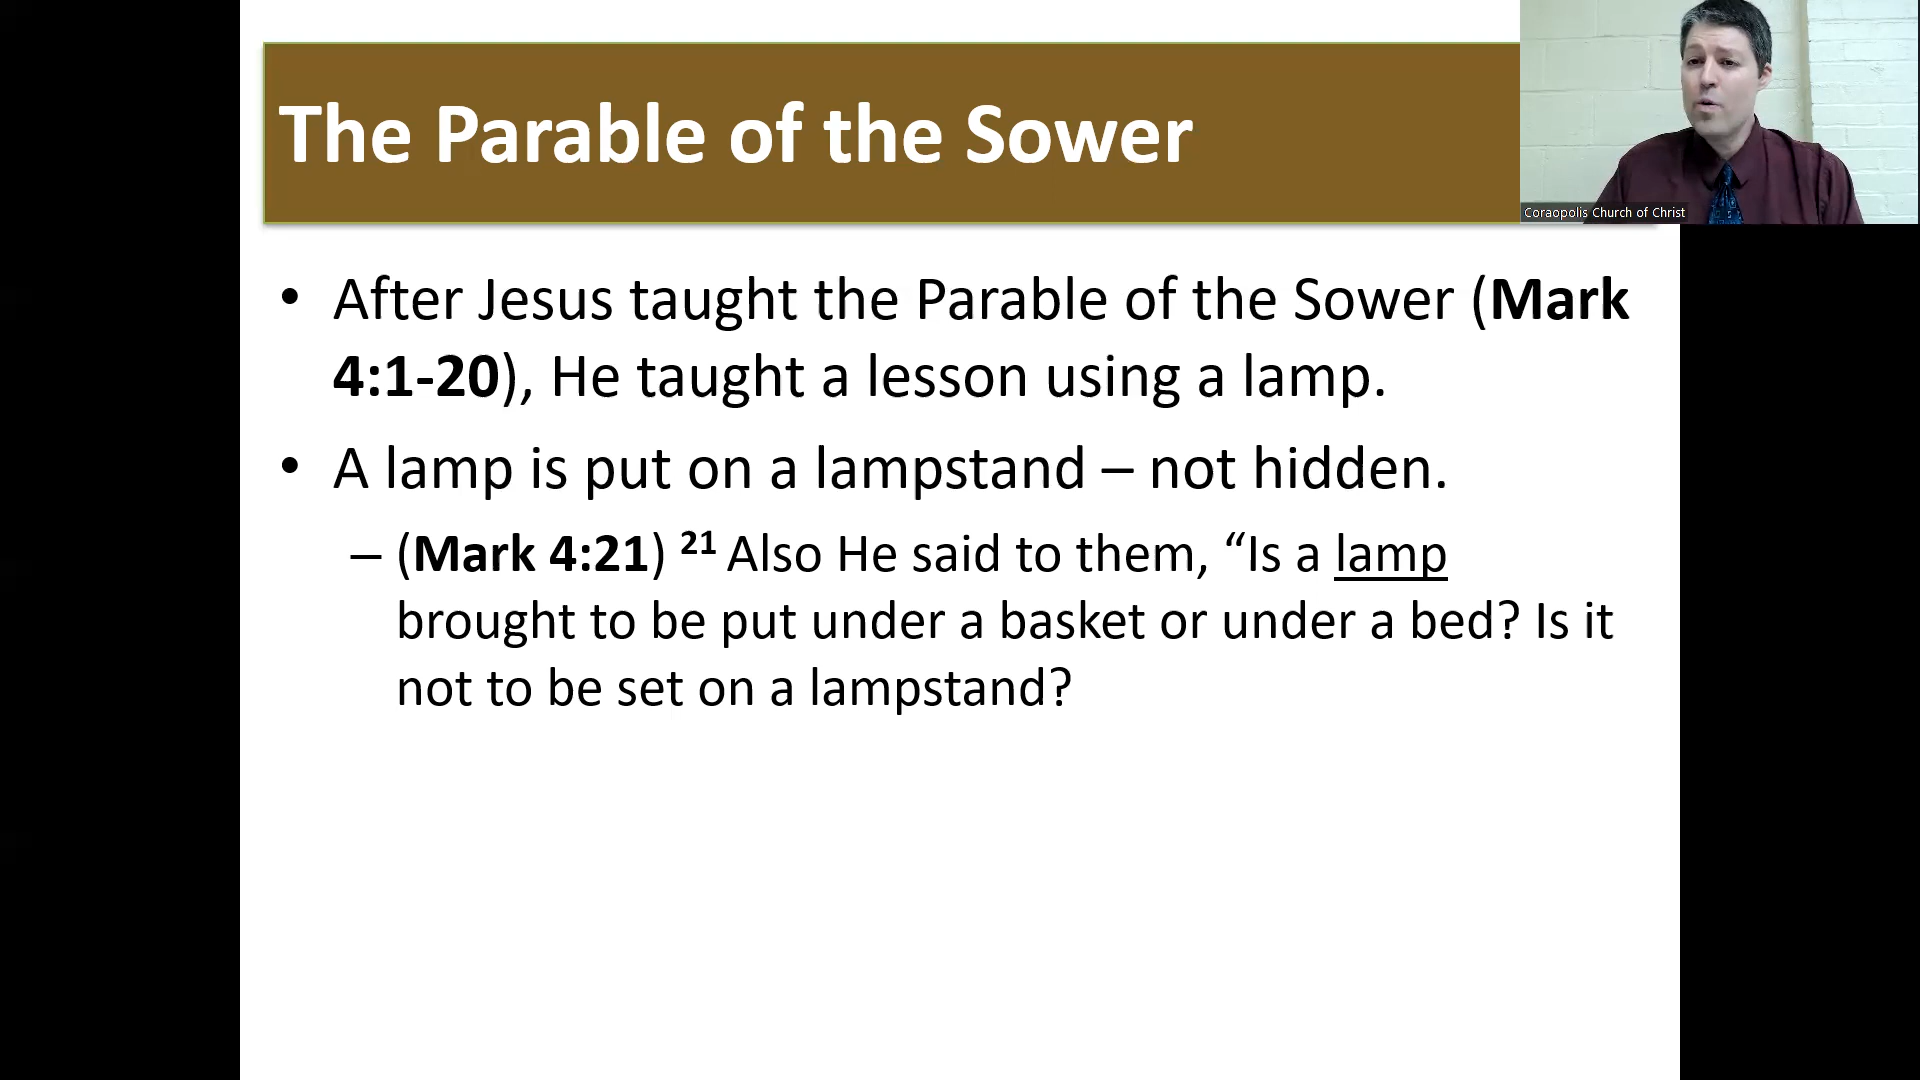 The Parable of the Sower
Coraopolis Church of Christ
• After Jesus taught the Parable of the Sower (Mark
4:1-20), He taught a lesson using a lamp.
• A lamp is put on a lampstand – not hidden.
– (Mark 4:21) 21 Also He said to them, “Is a lamp
brought to be put under a basket or under a bed? Is it
not to be set on a lampstand?